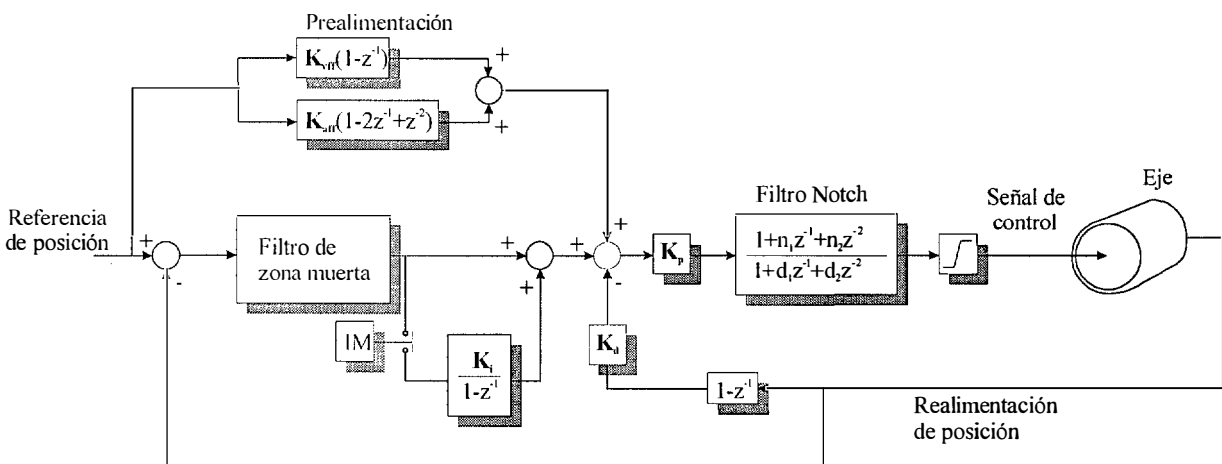 Prealimentación
K_vff(1-z^-1)
+
K_aff(1-2z^-1+z^-2)
+
Referencia
de posición
+
-
Filtro de
zona muerta
+
+
+
+
-
K_p
Filtro Notch
1+n_1z^-1+n_2z^-2
1+d_1z^-1+d_2z^-2
Señal de
control
Eje
IM
K_i
1-z^-1
K_d
1-z^-1
Realimentación
de posición